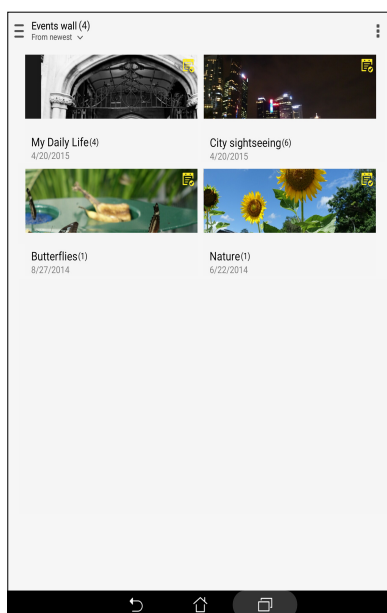 Events wall (4)
From newest
My Daily Life(4)
4/20/2015
City sightseeing(6)
4/20/2015
Butterflies(1)
8/27/2014
Nature(1)
6/22/2014